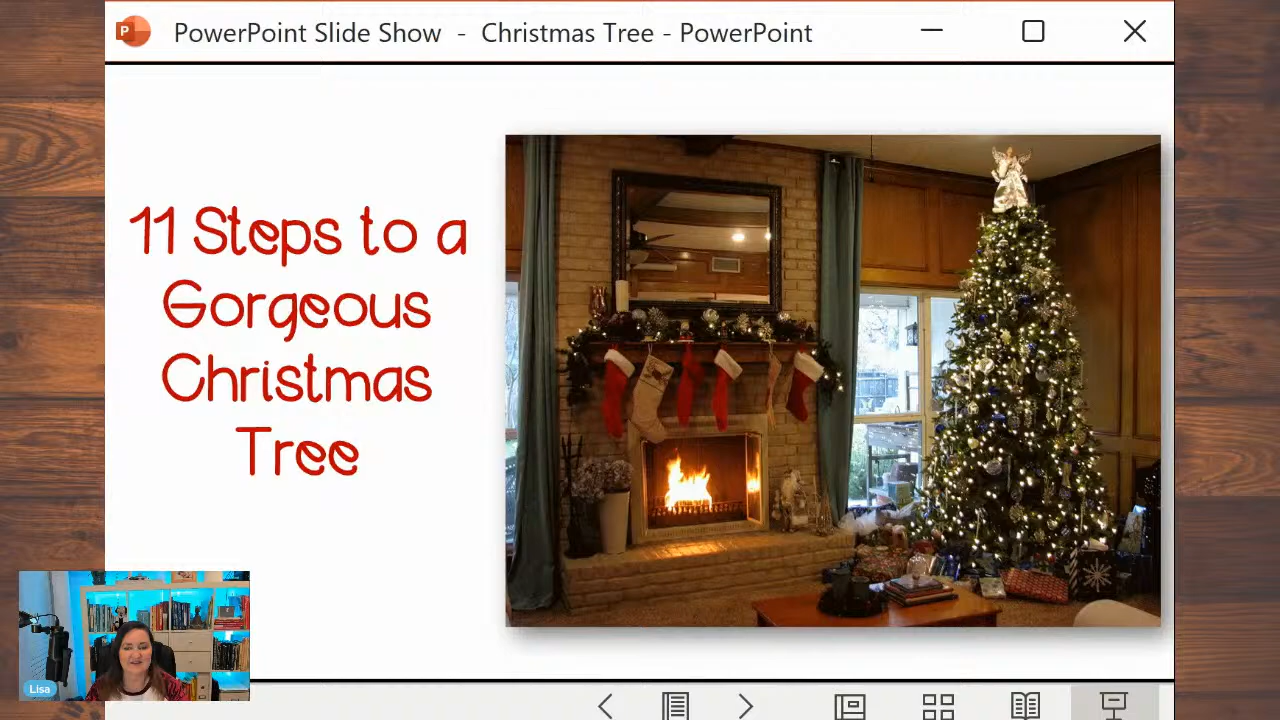 P PowerPoint Slide Show - Christmas Tree - PowerPoint
11 Steps to a
Gorgeous
Christmas
Tree
Lisa